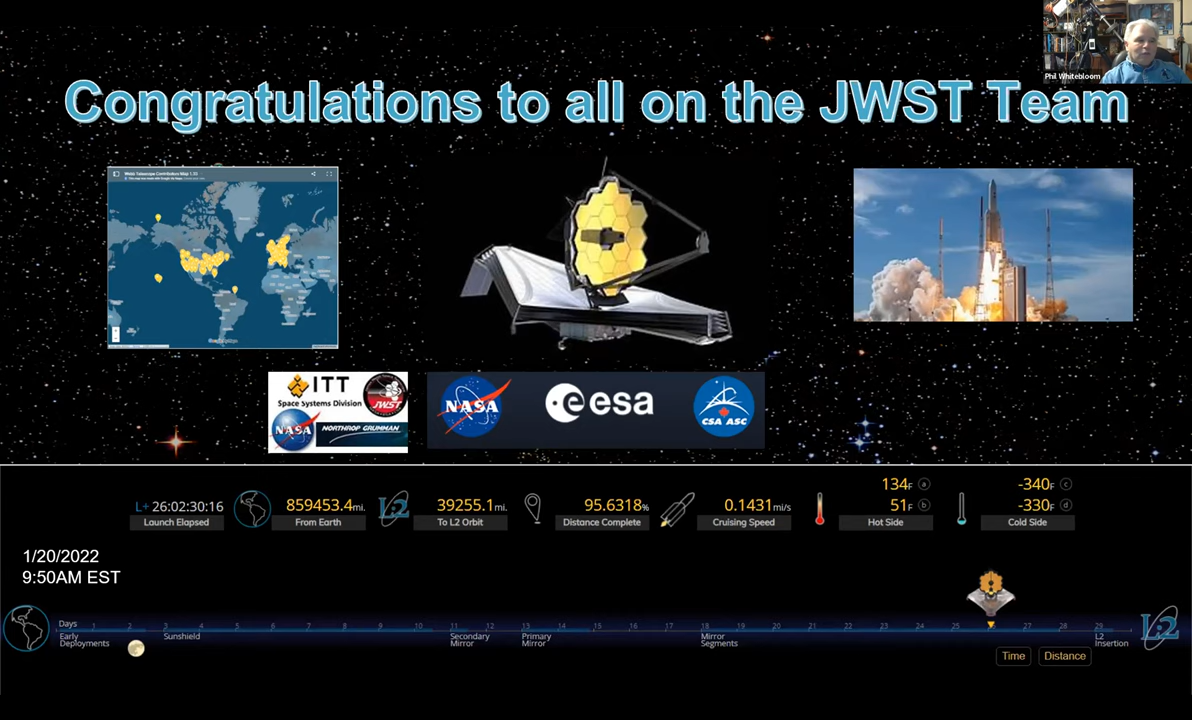 Phil Whitebloom
Congratulations to all on the JWST Team
Webb Telescope Contributors Map
ITT
Space Systems Division
JWST
NASA
NORTHROP GRUMMAN
NASA
esa
CSA ASC
L+ 26:02:30:16
Launch Elapsed
859453.4mi.
From Earth
L2
39255.1mi.
To L2 Orbit
95.6318%
Distance Complete
0.1431mi/s
Cruising Speed
134F a
51F b
Hot Side
-340F c
-330F d
Cold Side
1/20/2022
9:50AM EST
Days 1 2 3 4 5 6 7 8 9 10 11 12 13 14 15 16 17 18 19 20 21 22 23 24 25 27 28 29
Early
Deployments
Sunshield
Secondary
Mirror
Primary
Mirror
Mirror
Segments
L2
Insertion
L2
Time
Distance